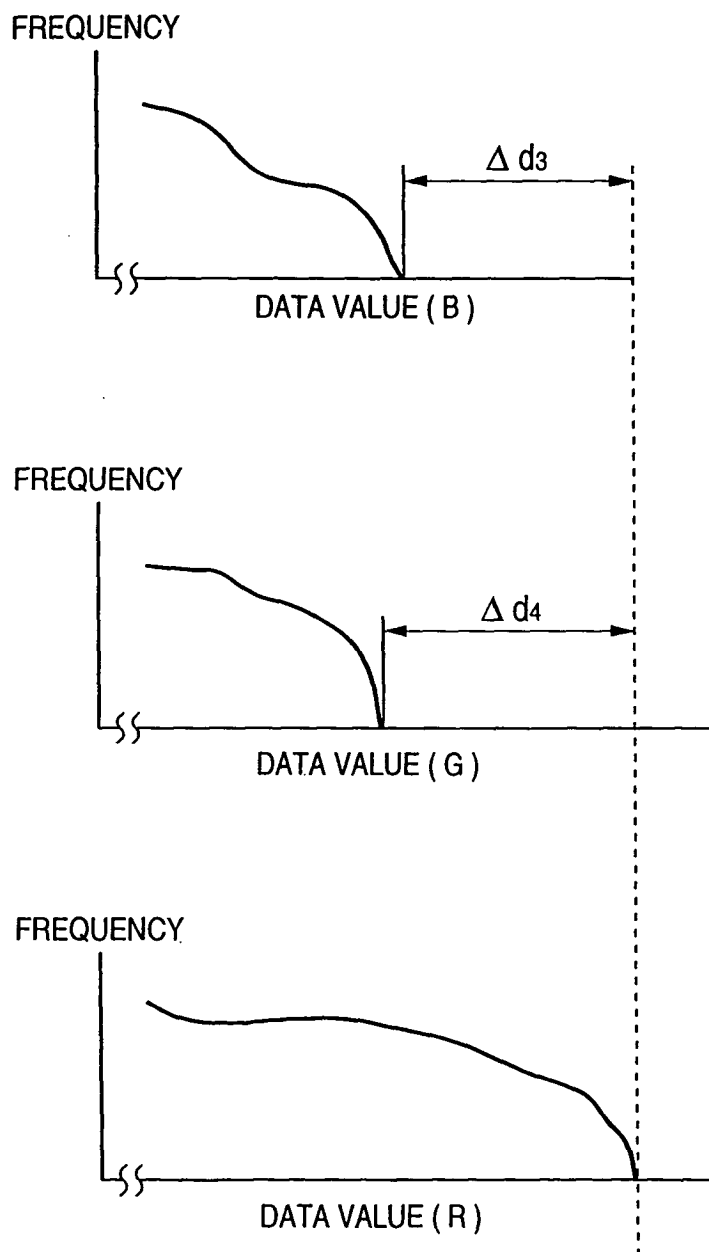 FREQUENCY
Δ d3
DATA VALUE ( B )
FREQUENCY
Δ d4
DATA VALUE ( G )
FREQUENCY
DATA VALUE ( R )